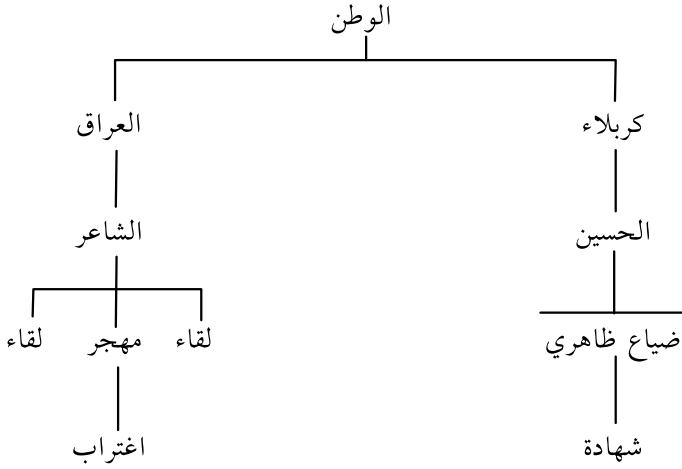 الوطن
كربلاء العراق
الحسين الشاعر
ضياع ظاهري لقاء مهجر لقاء
شهادة اغتراب